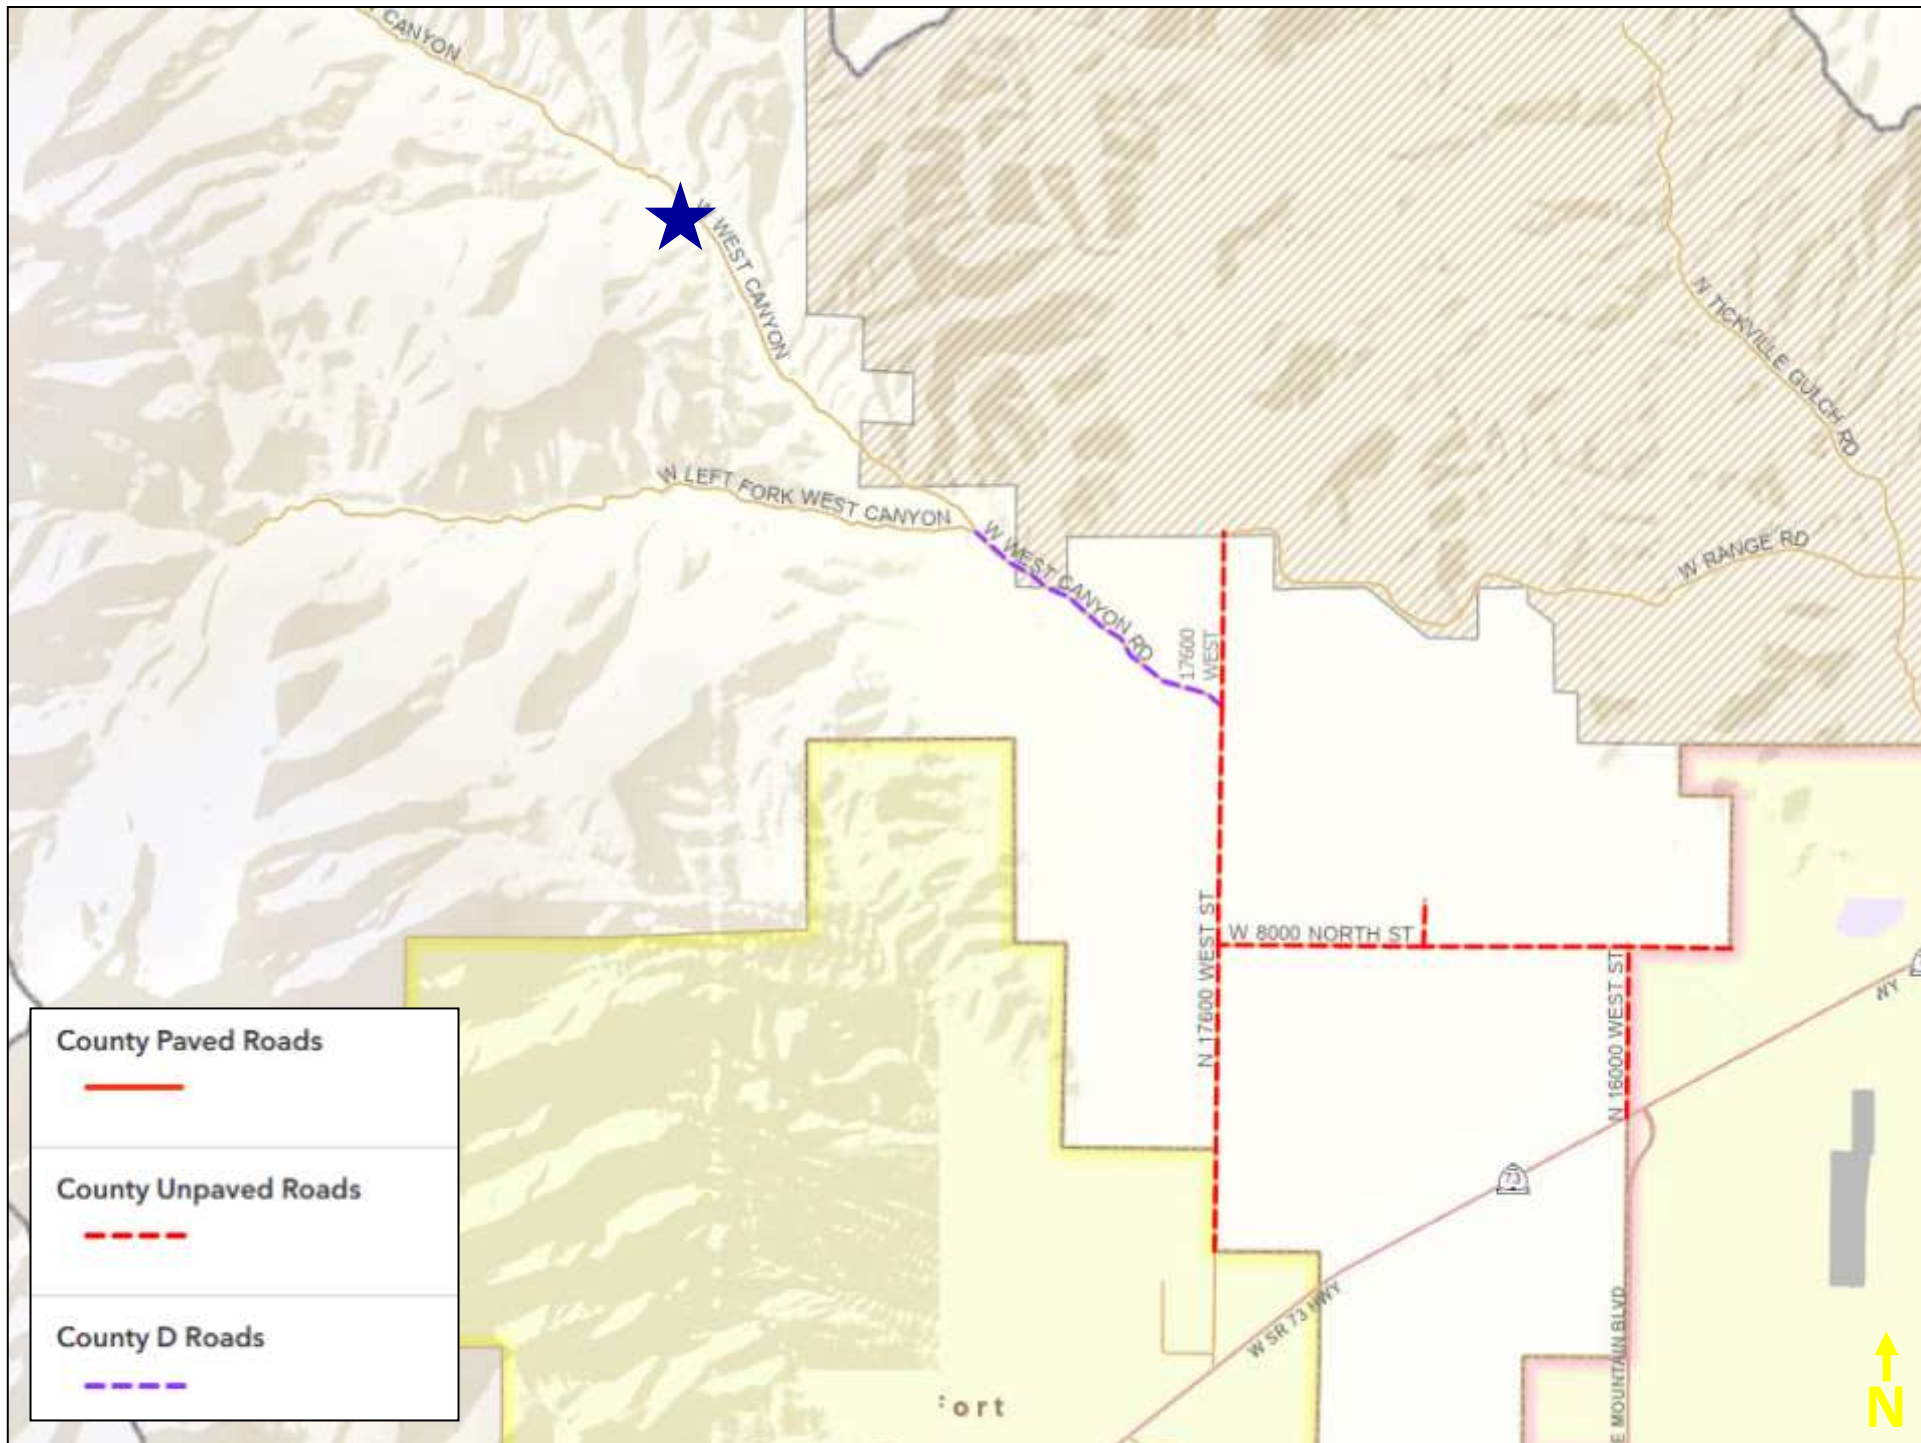 CANYON
W WEST CANYON
N TICKVILLE GULCH RD
W LEFT FORK WEST CANYON
W WEST CANYON RD
W RANGE RD
17600
WEST
N 17600 WEST ST
W 8000 NORTH ST
N 16000 WEST ST
WY
73
W SR 73 HWY
E MOUNTAIN BLVD
ort
County Paved Roads
County Unpaved Roads
County D Roads
N